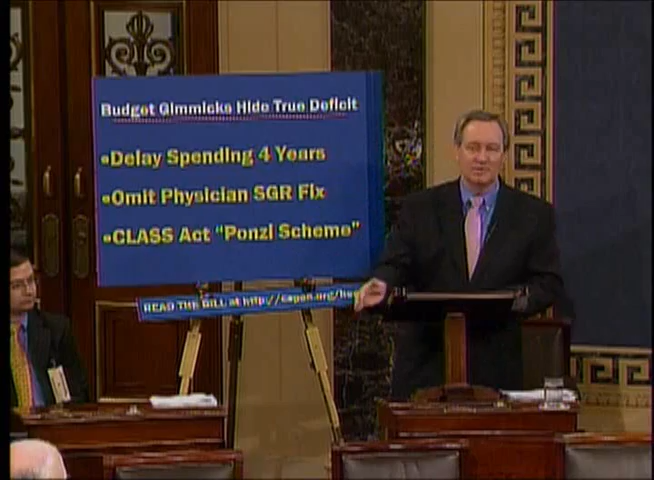 Budget Gimmicks Hide True Deficit
•Delay Spending 4 Years
•Omit Physician SGR Fix
•CLASS Act "Ponzi Scheme"
READ THE BILL at http://crapon.org/